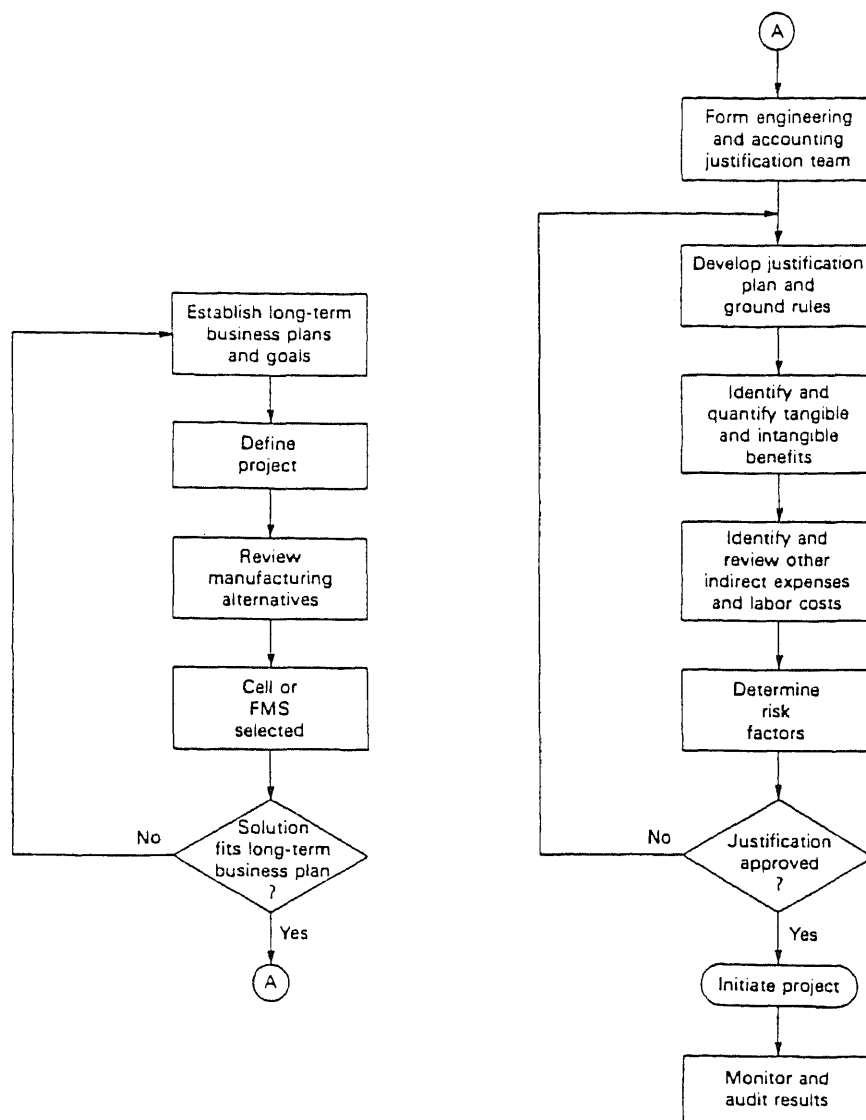 Establish long-term
business plans
and goals
Define
project
Review
manufacturing
alternatives
Cell or
FMS
selected
No
Solution
fits long-term
business plan
?
Yes
A
A
Form engineering
and accounting
justification team
Develop justification
plan and
ground rules
Identify and
quantify tangible
and intangible
benefits
Identify and
review other
indirect expenses
and labor costs
Determine
risk
factors
No
Justification
approved
?
Yes
Initiate project
Monitor and
audit results